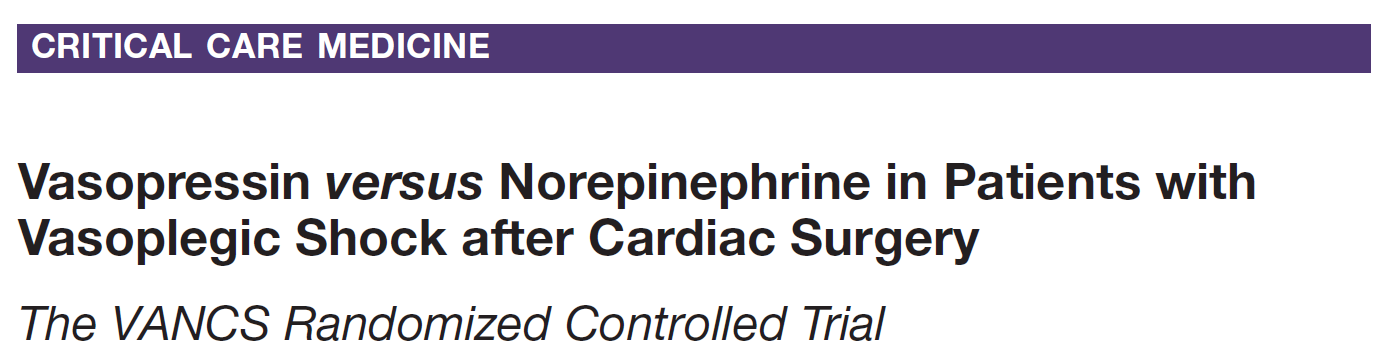 CRITICAL CARE MEDICINE
Vasopressin versus Norepinephrine in Patients with
Vasoplegic Shock after Cardiac Surgery
The VANCS Randomized Controlled Trial